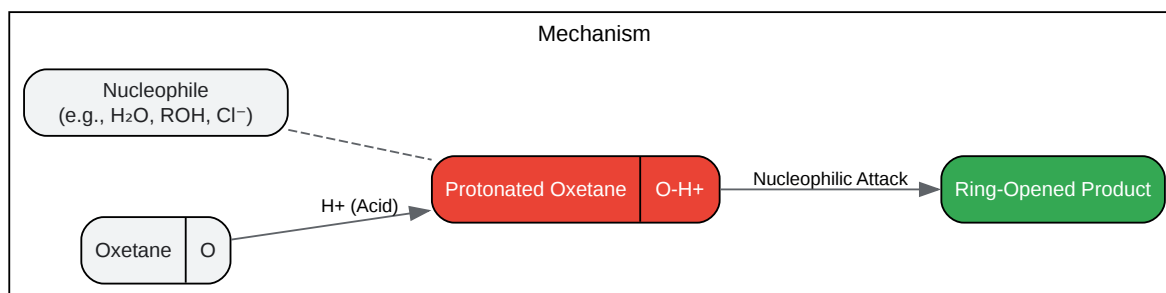 Mechanism
Nucleophile
(e.g., H₂O, ROH, Cl⁻)
Protonated Oxetane
O-H+
Nucleophilic Attack
Ring-Opened Product
H+ (Acid)
Oxetane
O